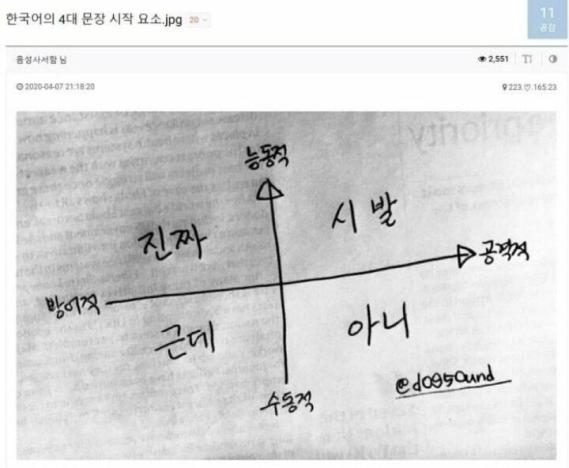 한국어의 4대 문장 시작 요소.jpg 20
11
공감
음성사서함 님
2,551
2020-04-07 21:18:20
223.♡.165.23
priority
능동적
진짜
시발
방어적
공격적
근데
아니
수동적
@d0950und